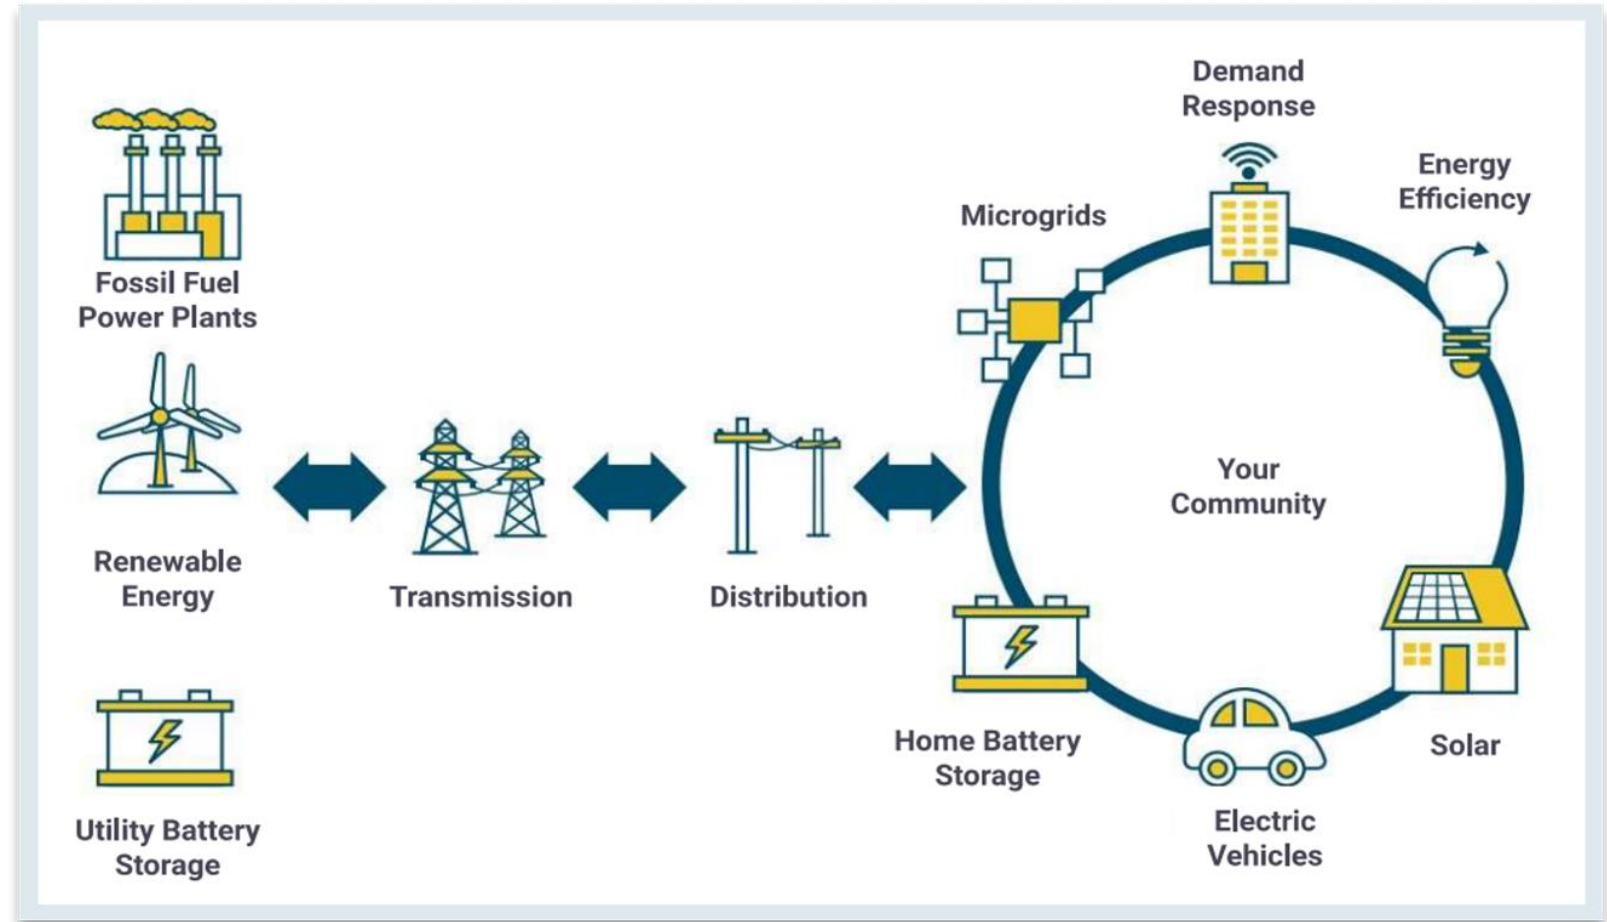 Fossil Fuel
Power Plants
Renewable
Energy
Utility Battery
Storage
Transmission
Distribution
Microgrids
Demand
Response
Energy
Efficiency
Your
Community
Home Battery
Storage
Electric
Vehicles
Solar